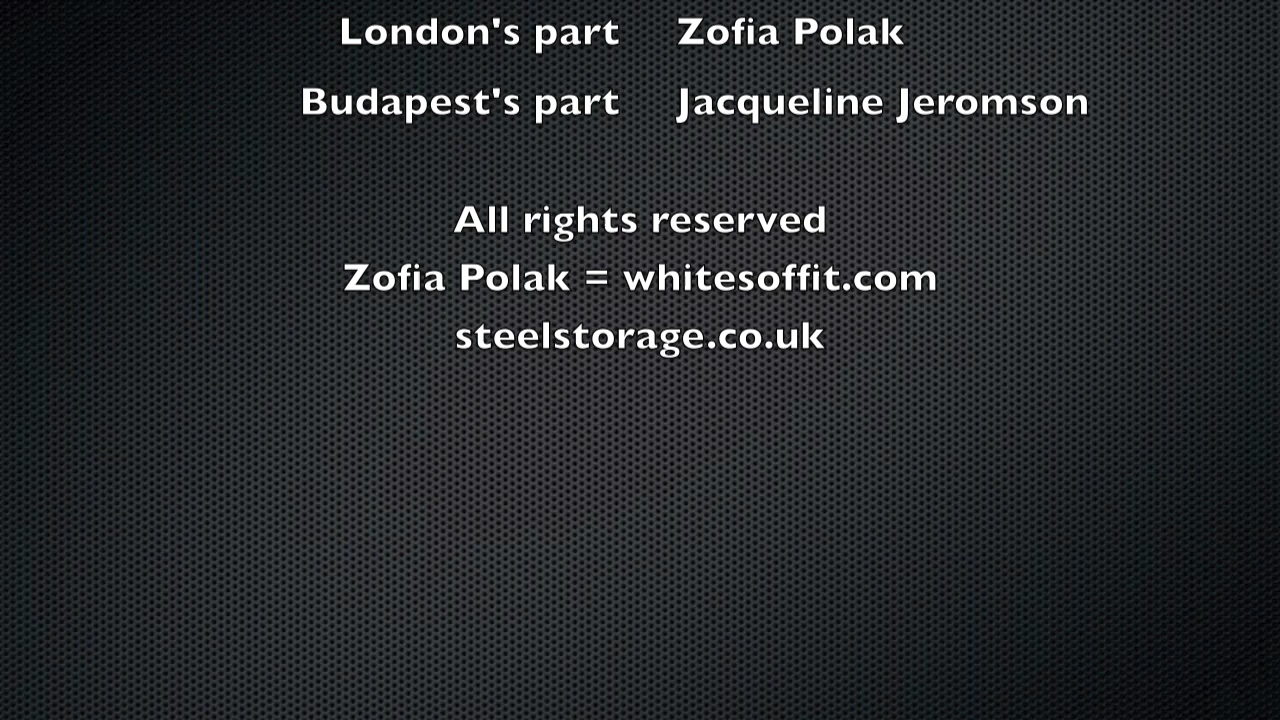 London's part Zofia Polak
Budapest's part Jacqueline Jeromson
All rights reserved
Zofia Polak = whitesoffit.com
steelstorage.co.uk